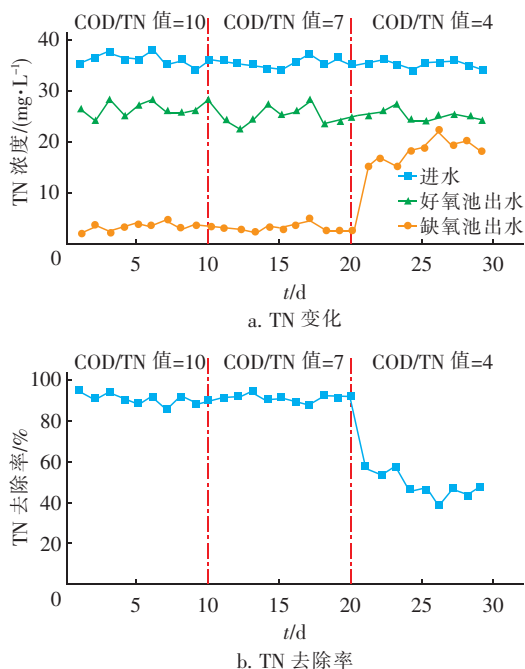 COD/TN 值=10 COD/TN 值=7 COD/TN 值=4
40
30
20
10
0
TN 浓度/(mg·L⁻¹)
进水
好氧池出水
缺氧池出水
5 10 15 20 25 30
t/d
a. TN 变化
COD/TN 值=10 COD/TN 值=7 COD/TN 值=4
100
80
60
40
20
0
TN 去除率/%
5 10 15 20 25 30
t/d
b. TN 去除率